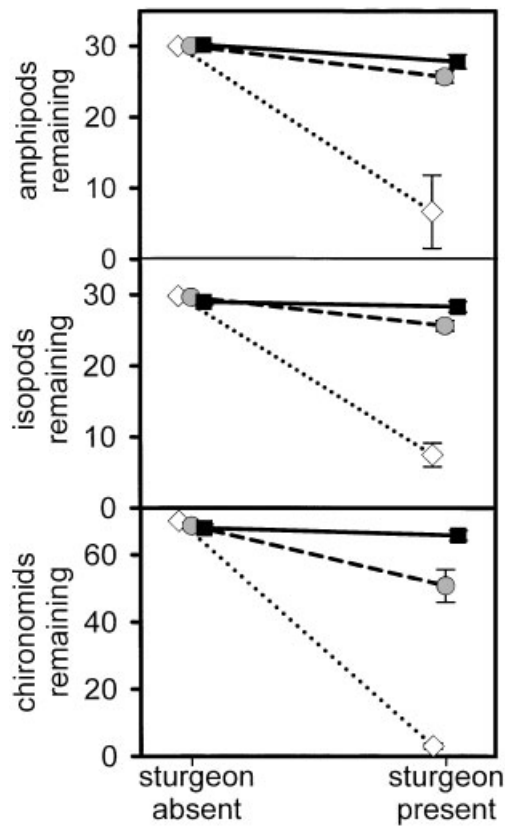 amphipods
remaining
30
20
10
0
isopods
remaining
30
20
10
0
chironomids
remaining
60
40
20
0
sturgeon
absent
sturgeon
present